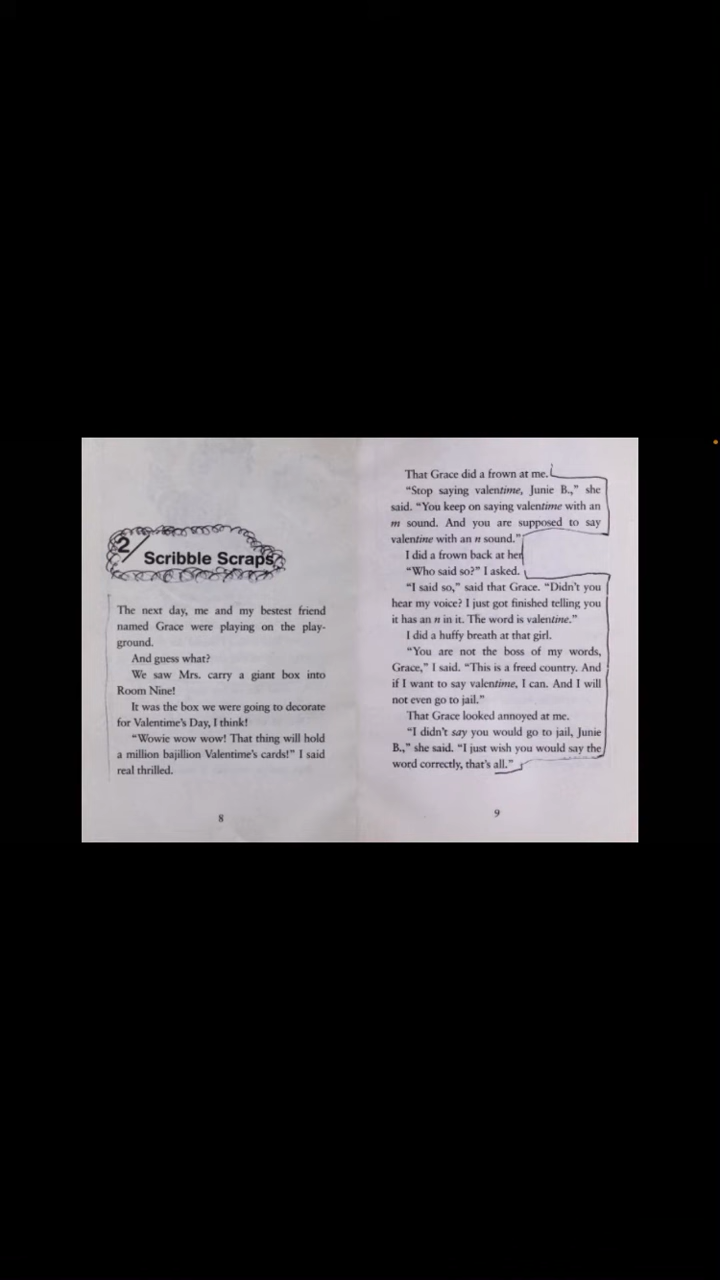 2
Scribble Scraps
The next day, me and my bestest friend
named Grace were playing on the play-
ground.
And guess what?
We saw Mrs. carry a giant box into
Room Nine!
It was the box we were going to decorate
for Valentime's Day, I think!
"Wowie wow wow! That thing will hold
a million bajillion Valentime's cards!" I said
real thrilled.
8
That Grace did a frown at me.
"Stop saying valentime, Junie B.," she
said. "You keep on saying valentime with an
m sound. And you are supposed to say
valentine with an n sound."
I did a frown back at her
"Who said so?" I asked.
"I said so," said that Grace. "Didn't you
hear my voice? I just got finished telling you
it has an n in it. The word is valentine."
I did a huffy breath at that girl.
"You are not the boss of my words,
Grace," I said. "This is a freed country. And
if I want to say valentime, I can. And I will
not even go to jail."
That Grace looked annoyed at me.
"I didn't say you would go to jail, Junie
B.," she said. "I just wish you would say the
word correctly, that's all."
9